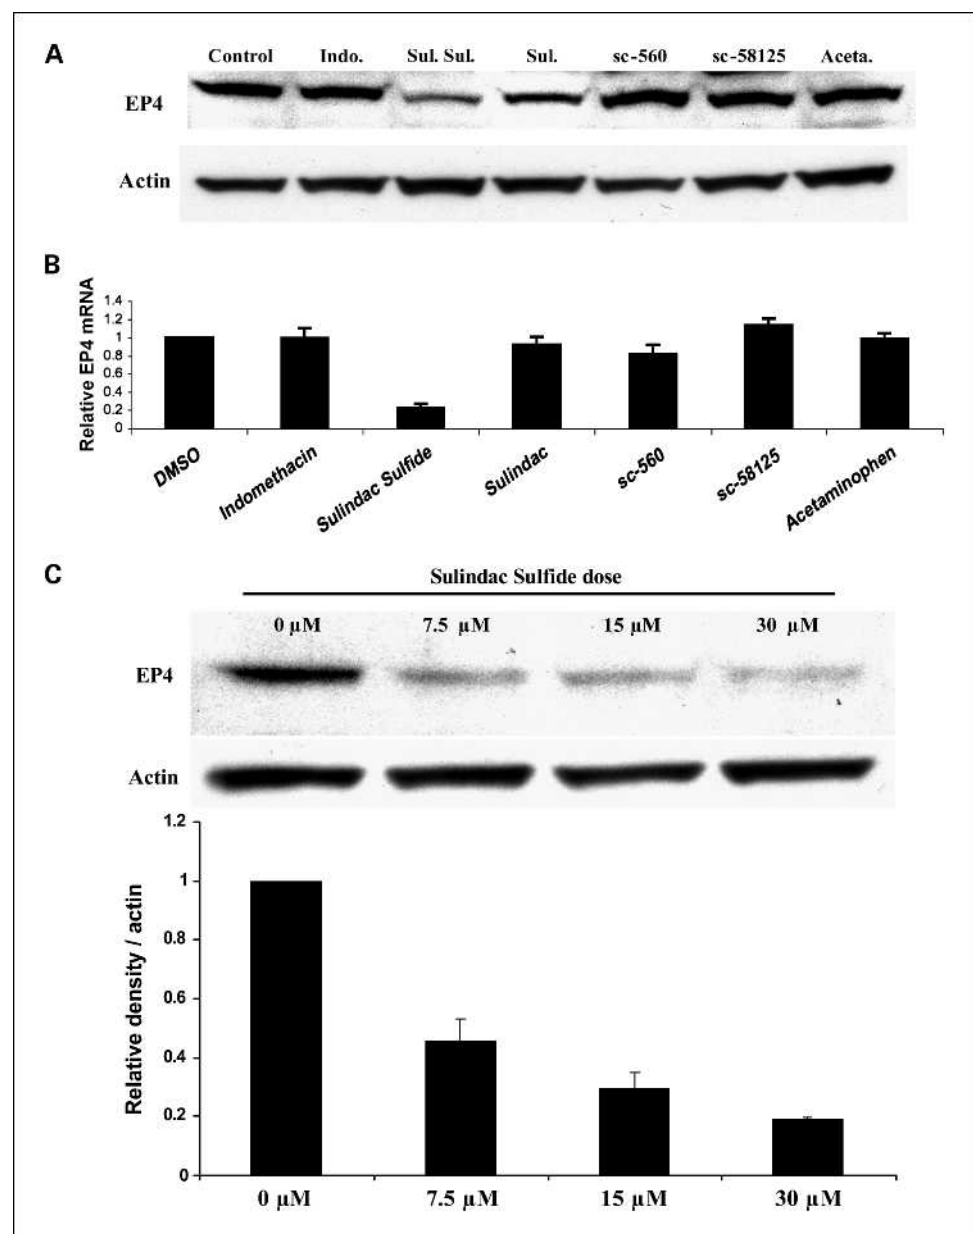 A
Control Indo. Sul. Sul. Sul. sc-560 sc-58125 Aceta.
EP4
Actin
B
Relative EP4 mRNA
1.4
1.2
1
0.8
0.6
0.4
0.2
0
DMSO Indomethacin Sulindac Sulfide Sulindac sc-560 sc-58125 Acetaminophen
C
Sulindac Sulfide dose
0 µM 7.5 µM 15 µM 30 µM
EP4
Actin
Relative density / actin
1.2
1
0.8
0.6
0.4
0.2
0
0 µM 7.5 µM 15 µM 30 µM